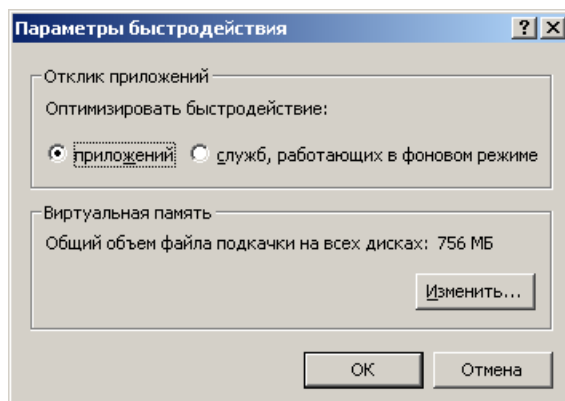 Параметры быстродействия
Отклик приложений
Оптимизировать быстродействие:
приложений служб, работающих в фоновом режиме
Виртуальная память
Общий объем файла подкачки на всех дисках: 756 МБ
Изменить...
ОК Отмена